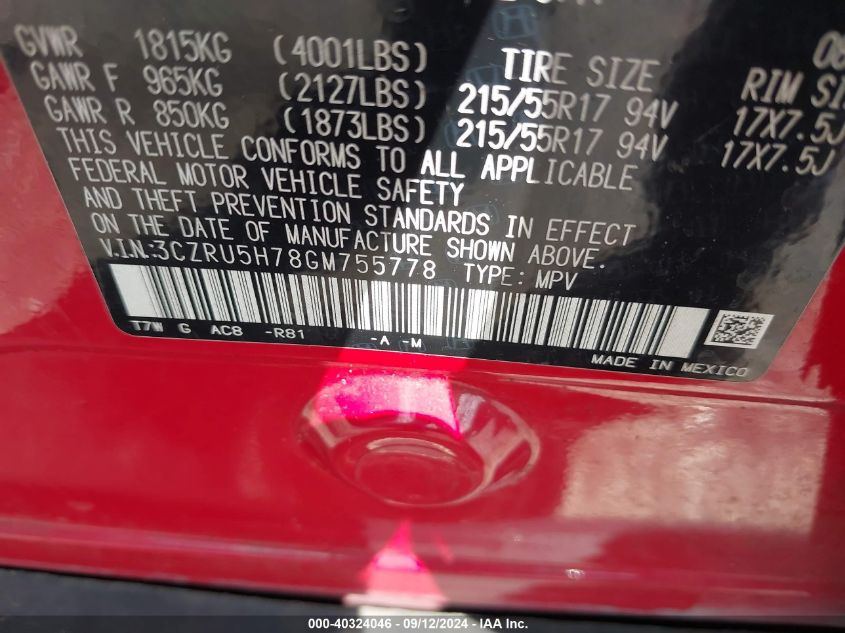 GVWR 1815KG (4001LBS) TIRE SIZE RIM SI
GAWR F 965KG (2127LBS) 215/55R17 94V 17X7.5J
GAWR R 850KG (1873LBS) 215/55R17 94V 17X7.5J
THIS VEHICLE CONFORMS TO ALL APPLICABLE
FEDERAL MOTOR VEHICLE SAFETY
AND THEFT PREVENTION STANDARDS IN EFFECT
ON THE DATE OF MANUFACTURE SHOWN ABOVE.
V.I.N:3CZRU5H78GM755778 TYPE: MPV
T7W G AC8 -R81 -A -M
MADE IN MEXICO
000-40324046 - 09/12/2024 - IAA Inc.